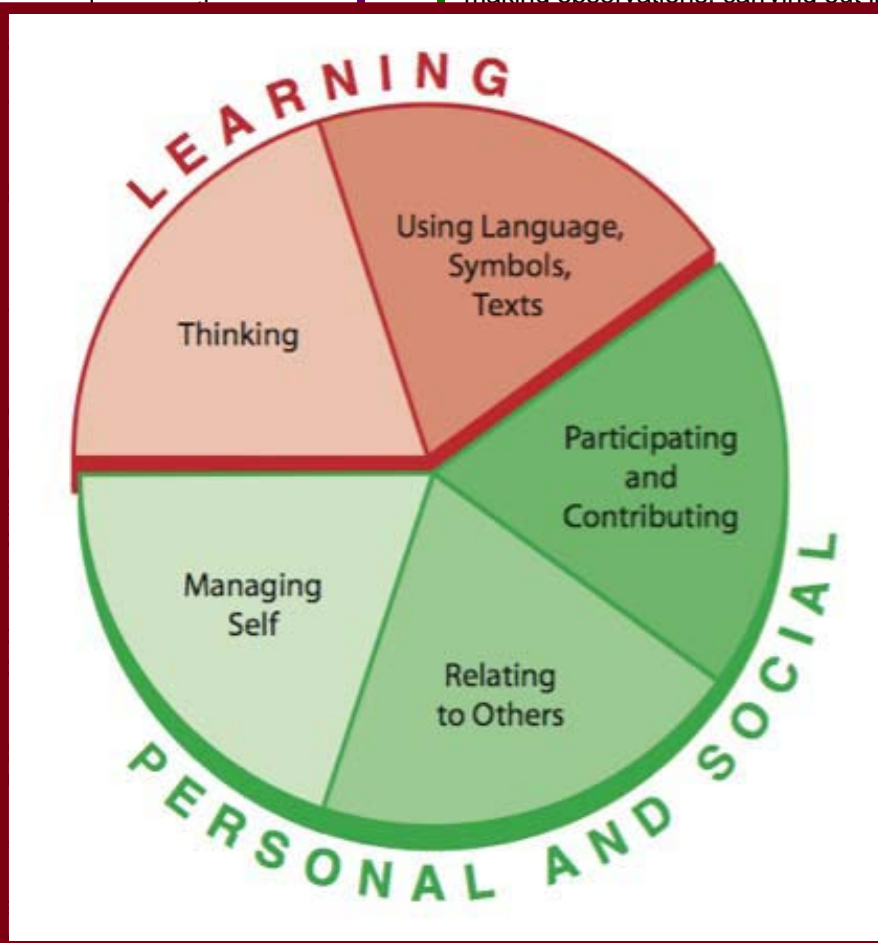 LEARNING
Using Language,
Symbols,
Texts
Thinking
Participating
and
Contributing
Managing
Self
Relating
to Others
PERSONAL AND SOCIAL